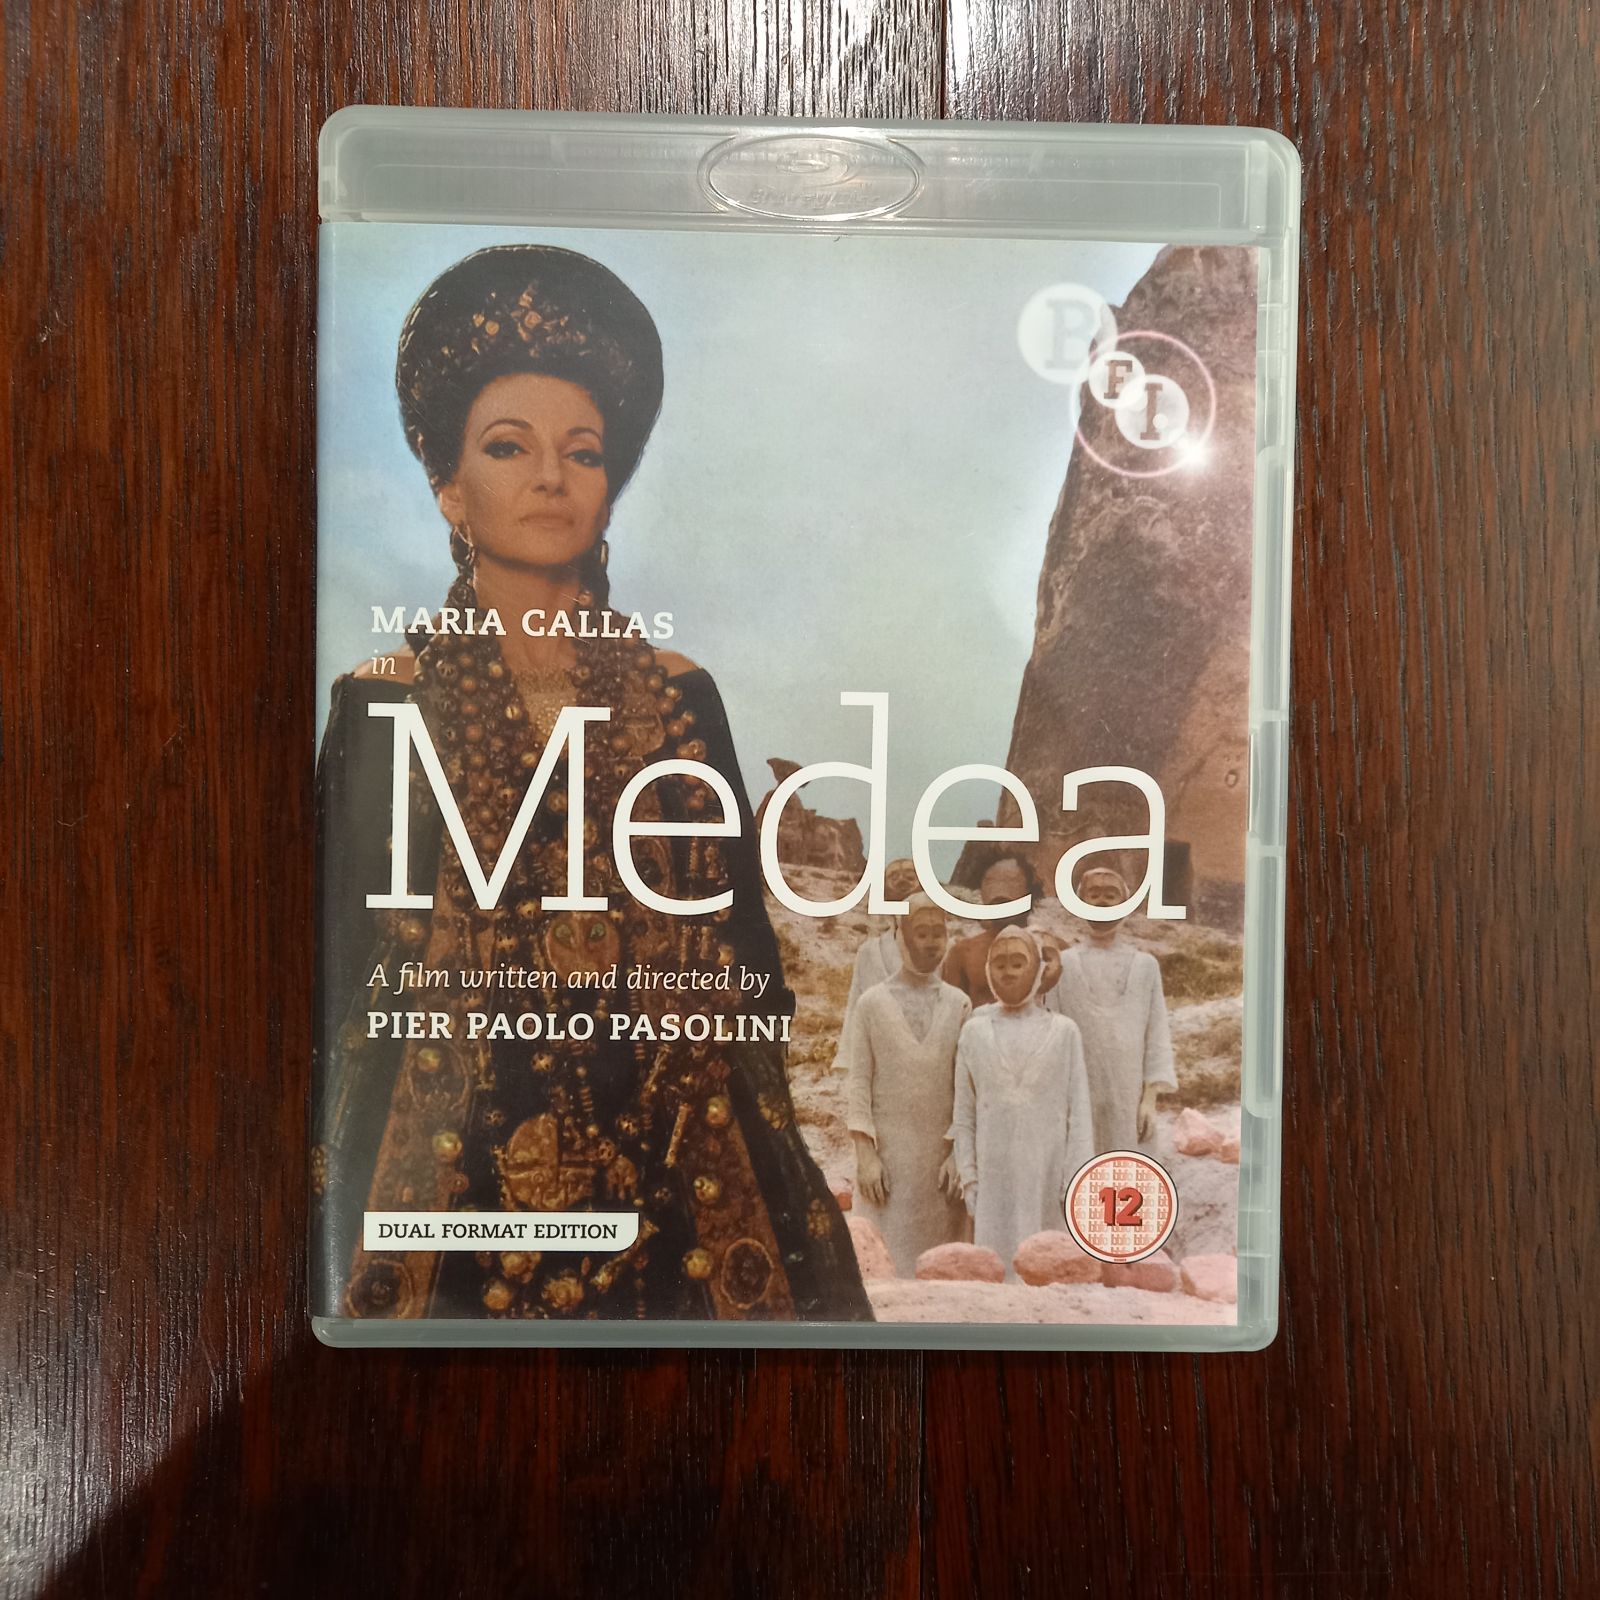 BFI
MARIA CALLAS
in
Medea
A film written and directed by
PIER PAOLO PASOLINI
DUAL FORMAT EDITION
12